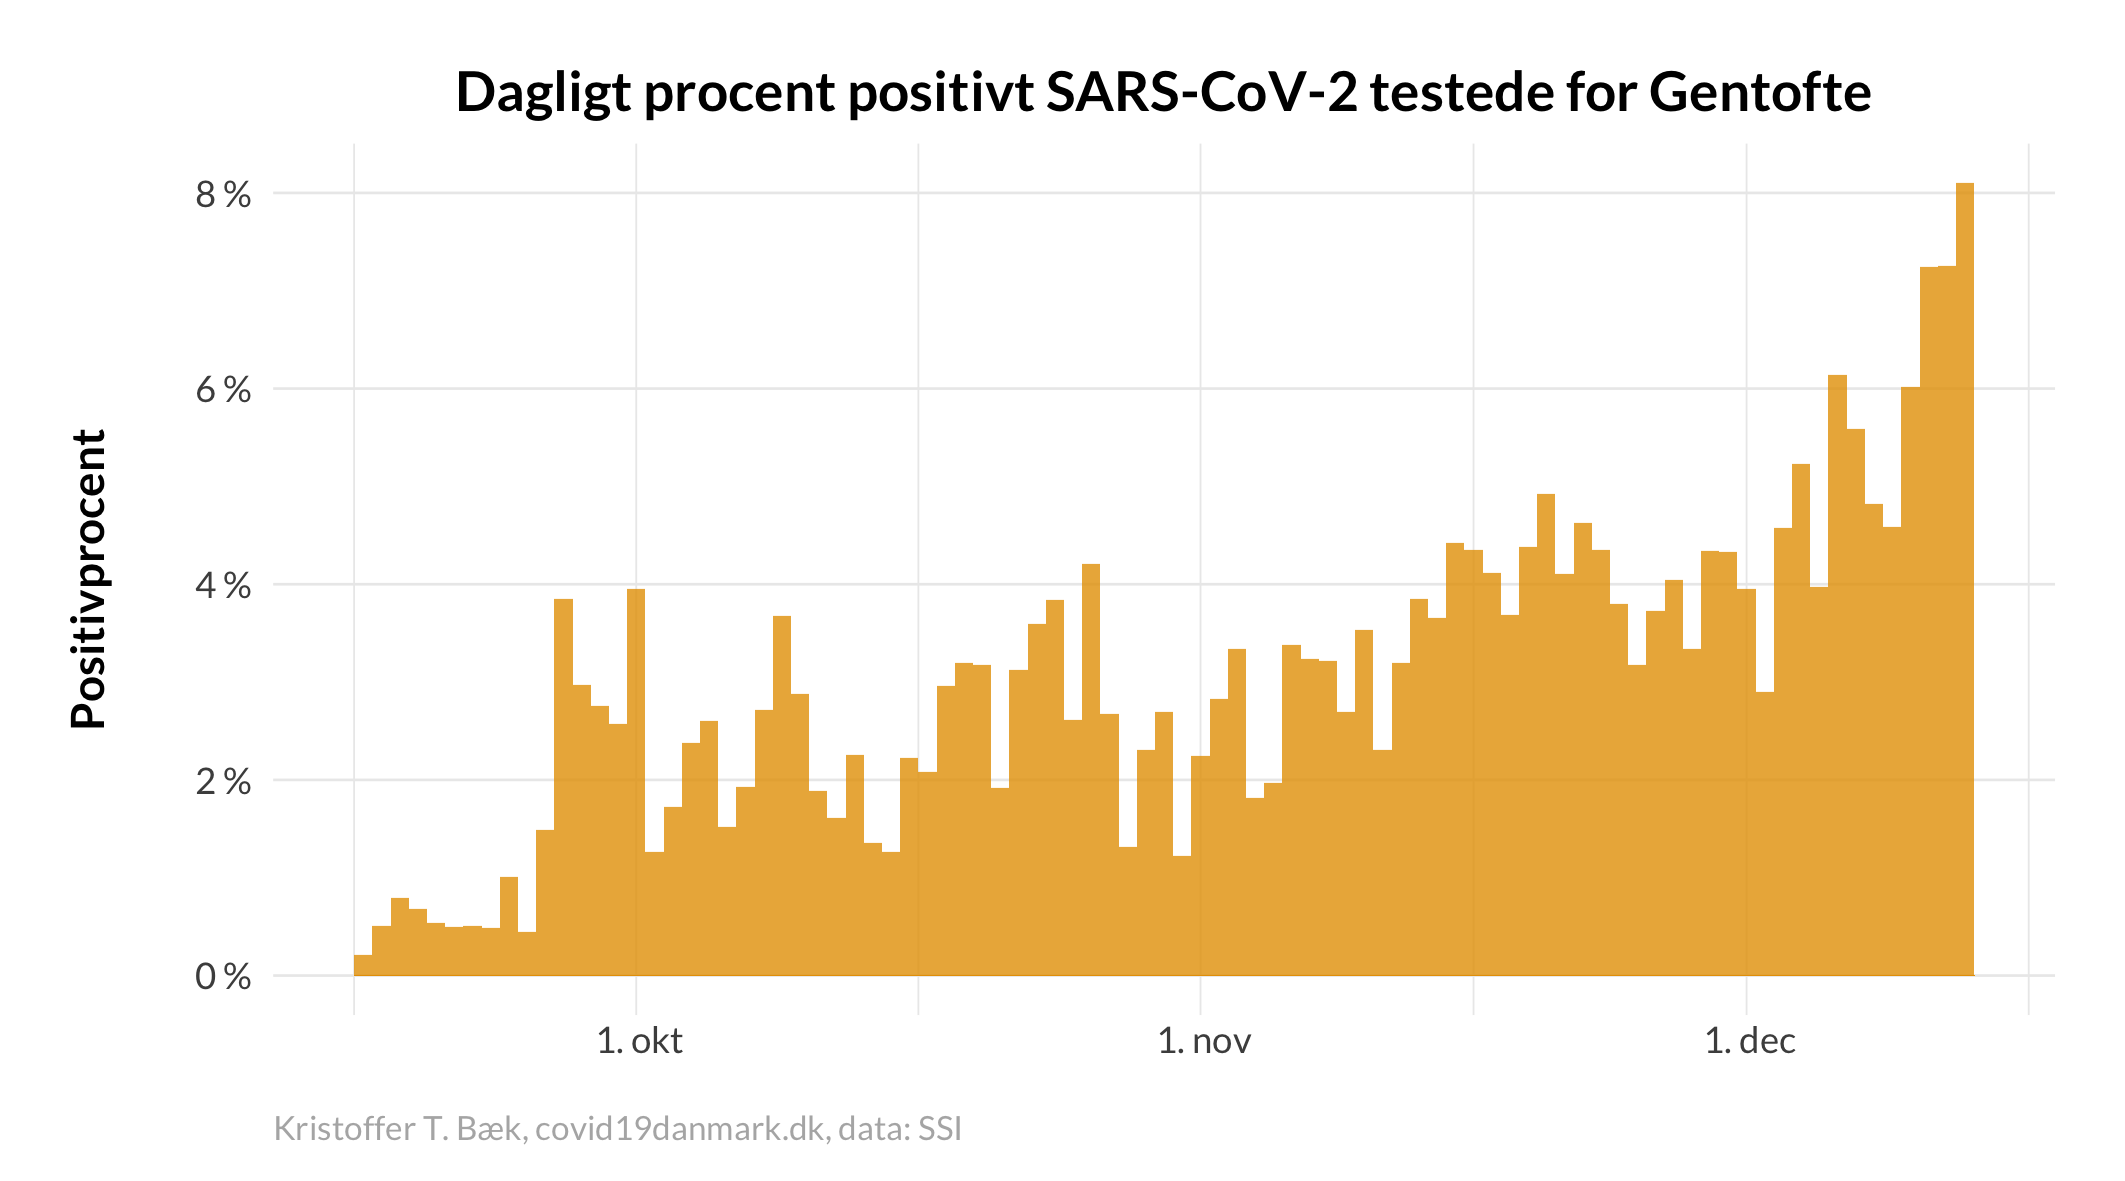 Dagligt procent positivt SARS-CoV-2 testede for Gentofte
Positivprocent
8 %
6 %
4 %
2 %
0 %
1. okt
1. nov
1. dec
Kristoffer T. Bæk, covid19danmark.dk, data: SSI